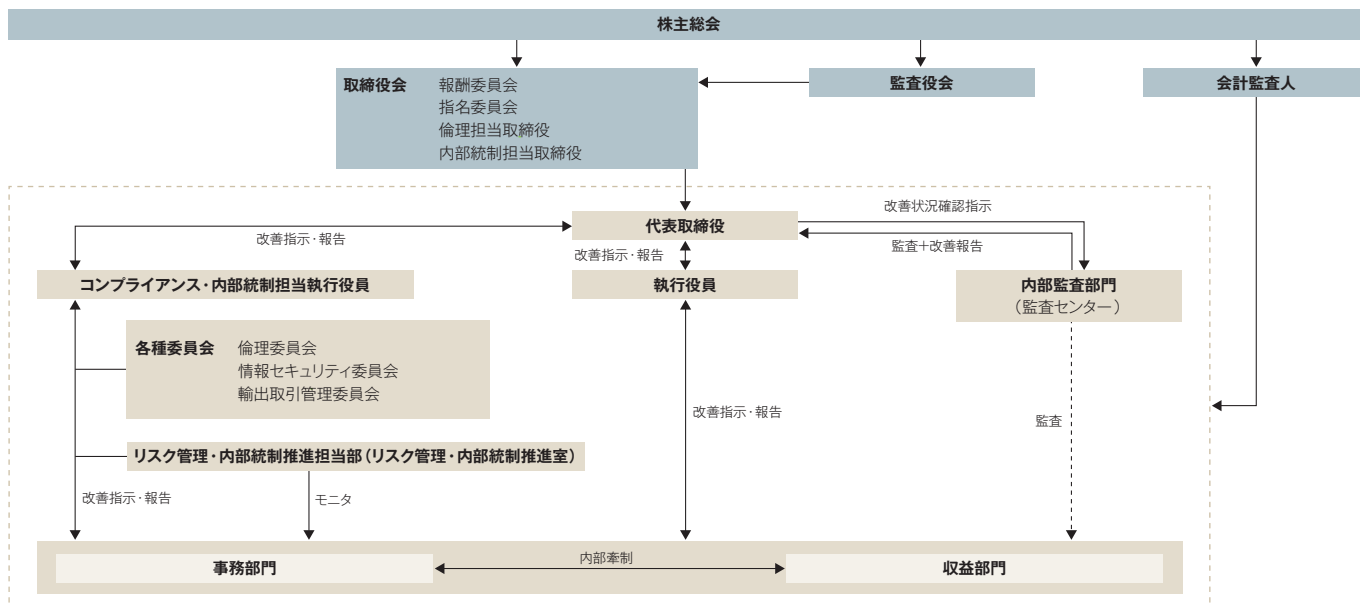 株主総会
取締役会 報酬委員会
指名委員会
倫理担当取締役
内部統制担当取締役
監査役会
会計監査人
代表取締役
改善状況確認指示
監査＋改善報告
改善指示・報告
改善指示・報告
コンプライアンス・内部統制担当執行役員
執行役員
内部監査部門
（監査センター）
各種委員会 倫理委員会
情報セキュリティ委員会
輸出取引管理委員会
改善指示・報告
監査
リスク管理・内部統制推進担当部（リスク管理・内部統制推進室）
改善指示・報告
モニタ
事務部門
内部牽制
収益部門